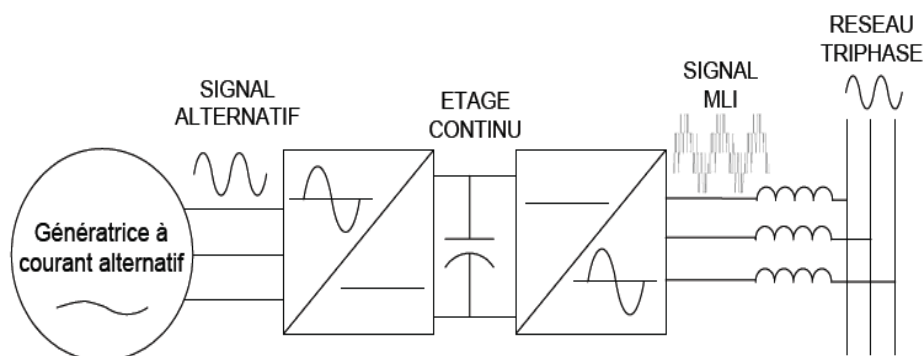 SIGNAL
ALTERNATIF
ETAGE
CONTINU
SIGNAL
MLI
RESEAU
TRIPHASE
Génératrice à
courant alternatif